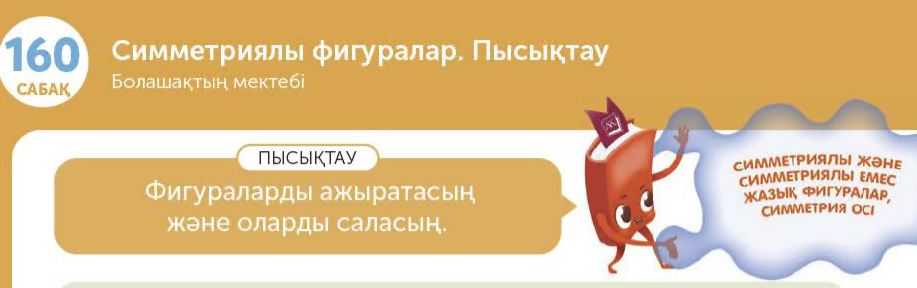 160
САБАҚ
Симметриялы фигуралар. Пысықтау
Болашақтың мектебі
ПЫСЫҚТАУ
Фигураларды ажыратасың
және оларды саласың.
СИММЕТРИЯЛЫ ЖӘНЕ
СИММЕТРИЯЛЫ ЕМЕС
ЖАЗЫҚ ФИГУРАЛАР,
СИММЕТРИЯ ОСІ